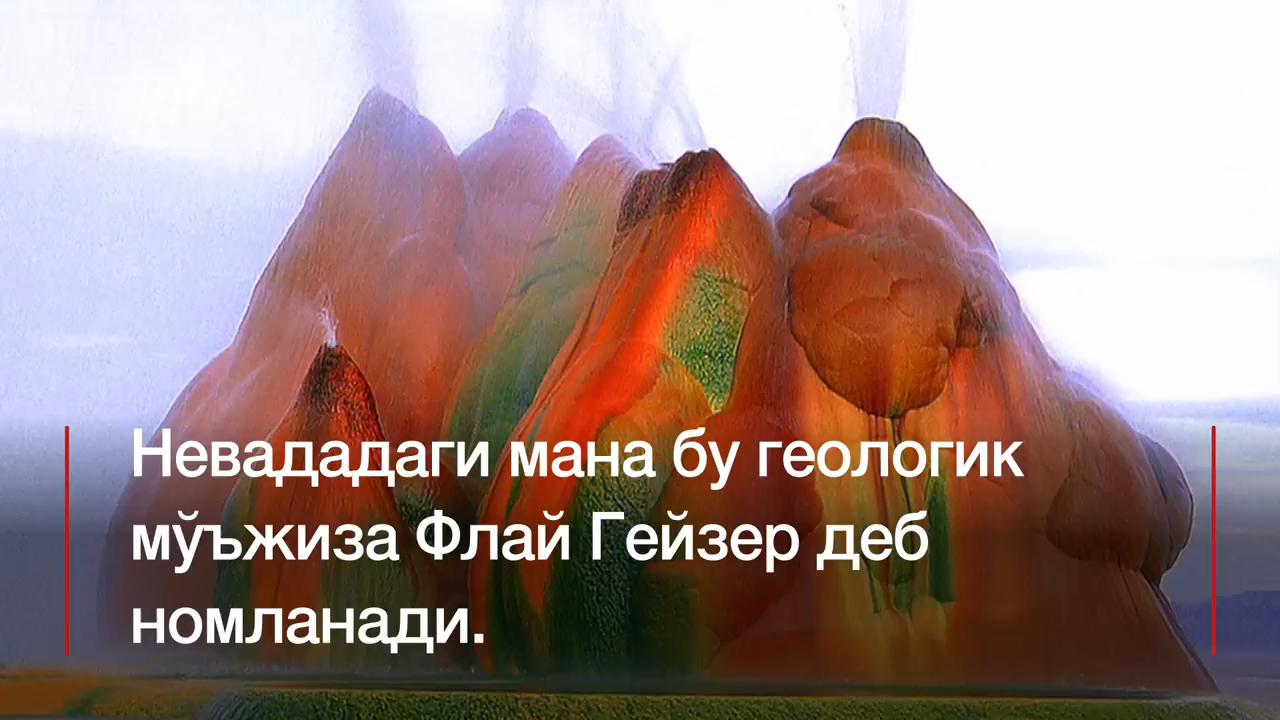 Невададаги мана бу геологик
мўъжиза Флай Гейзер деб
номланади.